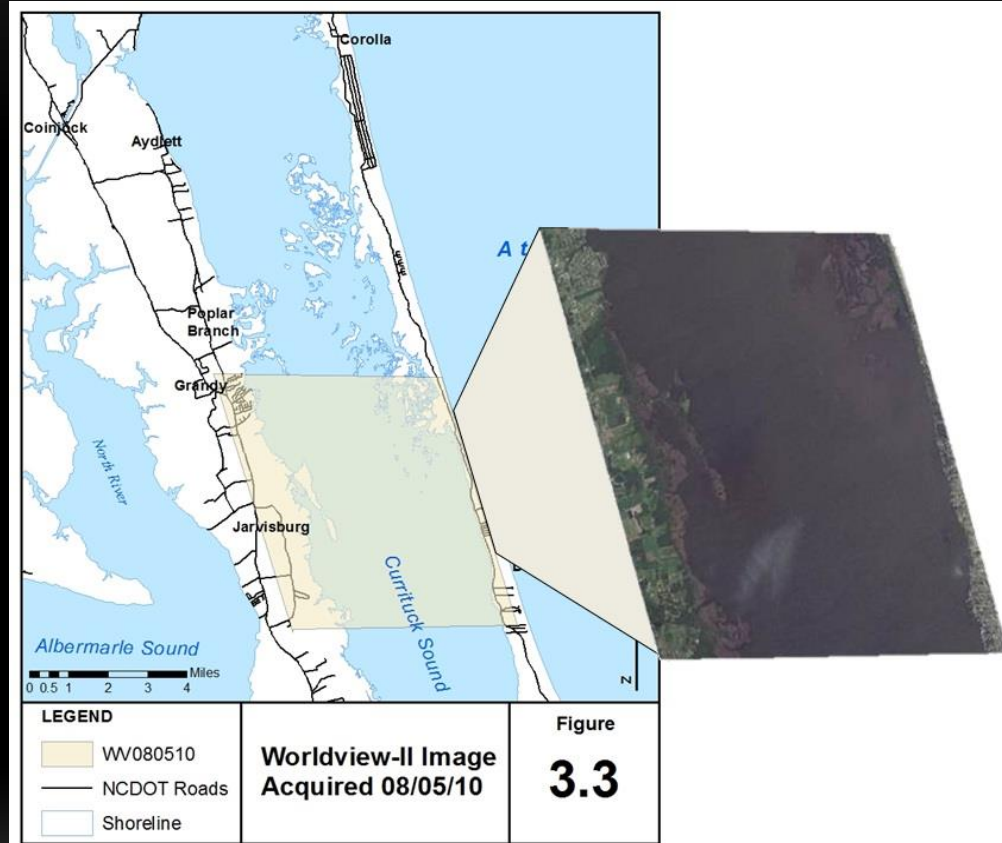 Corolla
Coinjock
Aydlett
A t
Poplar
Branch
Grandy
North River
Jarvisburg
Currituck Sound
Albermarle Sound
Miles
0 0.5 1 2 3 4
N
LEGEND
WV080510
NCDOT Roads
Shoreline
Worldview-II Image
Acquired 08/05/10
Figure
3.3